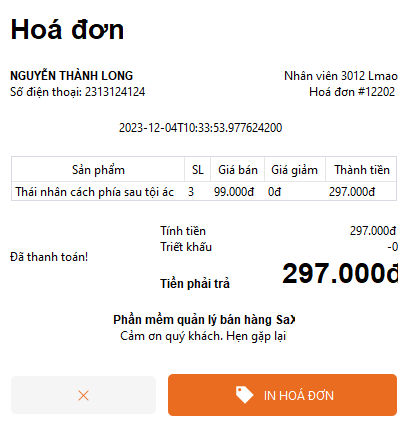 Hoá đơn
NGUYỄN THÀNH LONG Nhân viên 3012 Lmao
Số điện thoại: 2313124124 Hoá đơn #12202
2023-12-04T10:33:53.977624200
Sản phẩm SL Giá bán Giá giảm Thành tiền
Thái nhân cách phía sau tội ác 3 99.000đ 0đ 297.000đ
Tính tiền 297.000đ
Triết khấu -0
Đã thanh toán!
Tiền phải trả 297.000đ
Phần mềm quản lý bán hàng SaX
Cảm ơn quý khách. Hẹn gặp lại
IN HOÁ ĐƠN